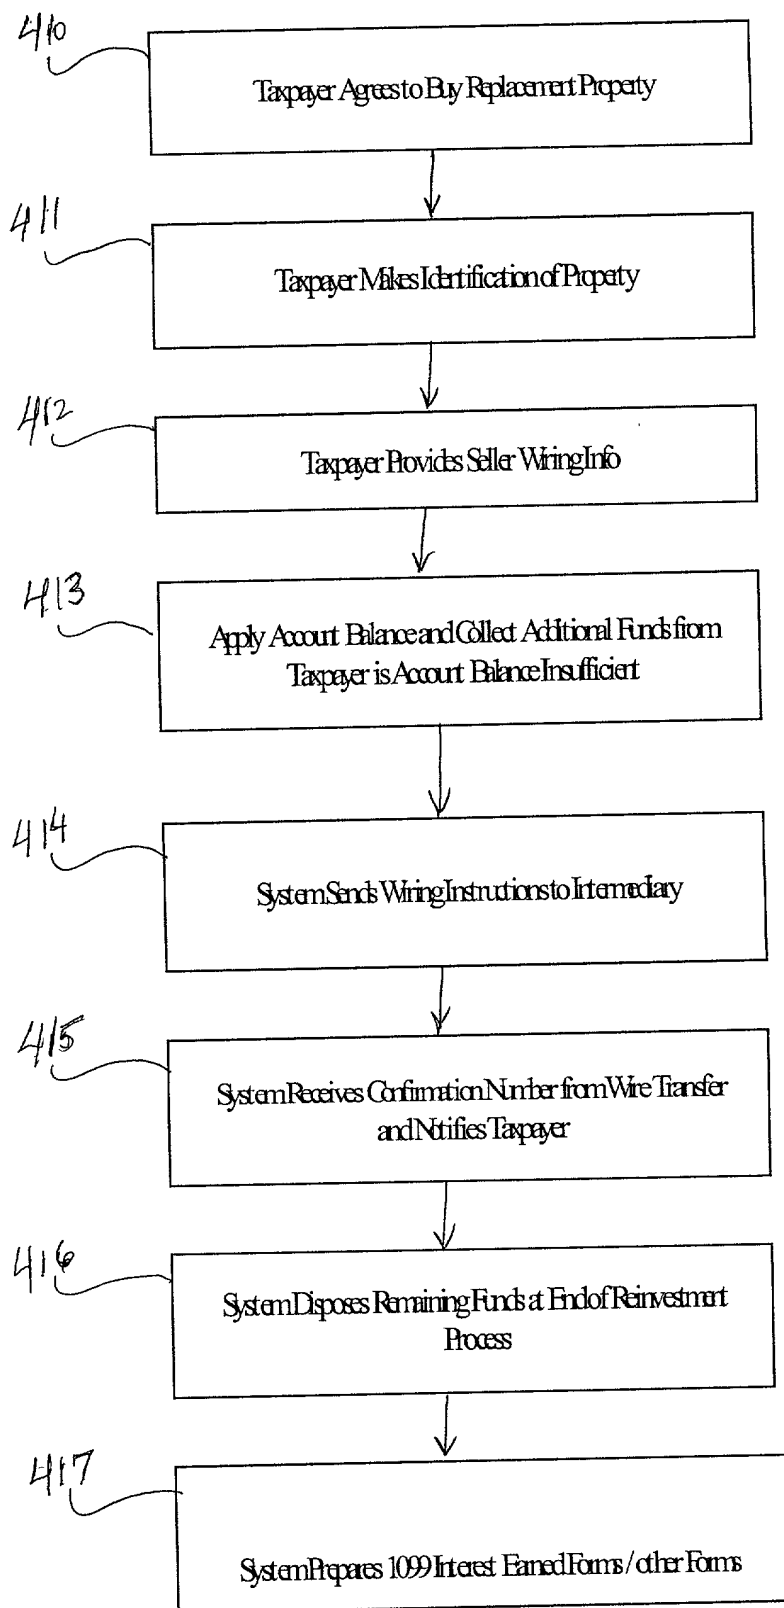 410
Taxpayer Agrees to Buy Replacement Property
411
Taxpayer Makes Identification of Property
412
Taxpayer Provides Seller Wiring Info
413
Apply Account Balance and Collect Additional Funds from
Taxpayer is Account Balance Insufficient
414
System Sends Wiring Instructions to Intermediary
415
System Receives Confirmation Number from Wire Transfer
and Notifies Taxpayer
416
System Disposes Remaining Funds at End of Reinvestment
Process
417
System Prepares 1099 Interest Earned Forms / other Forms